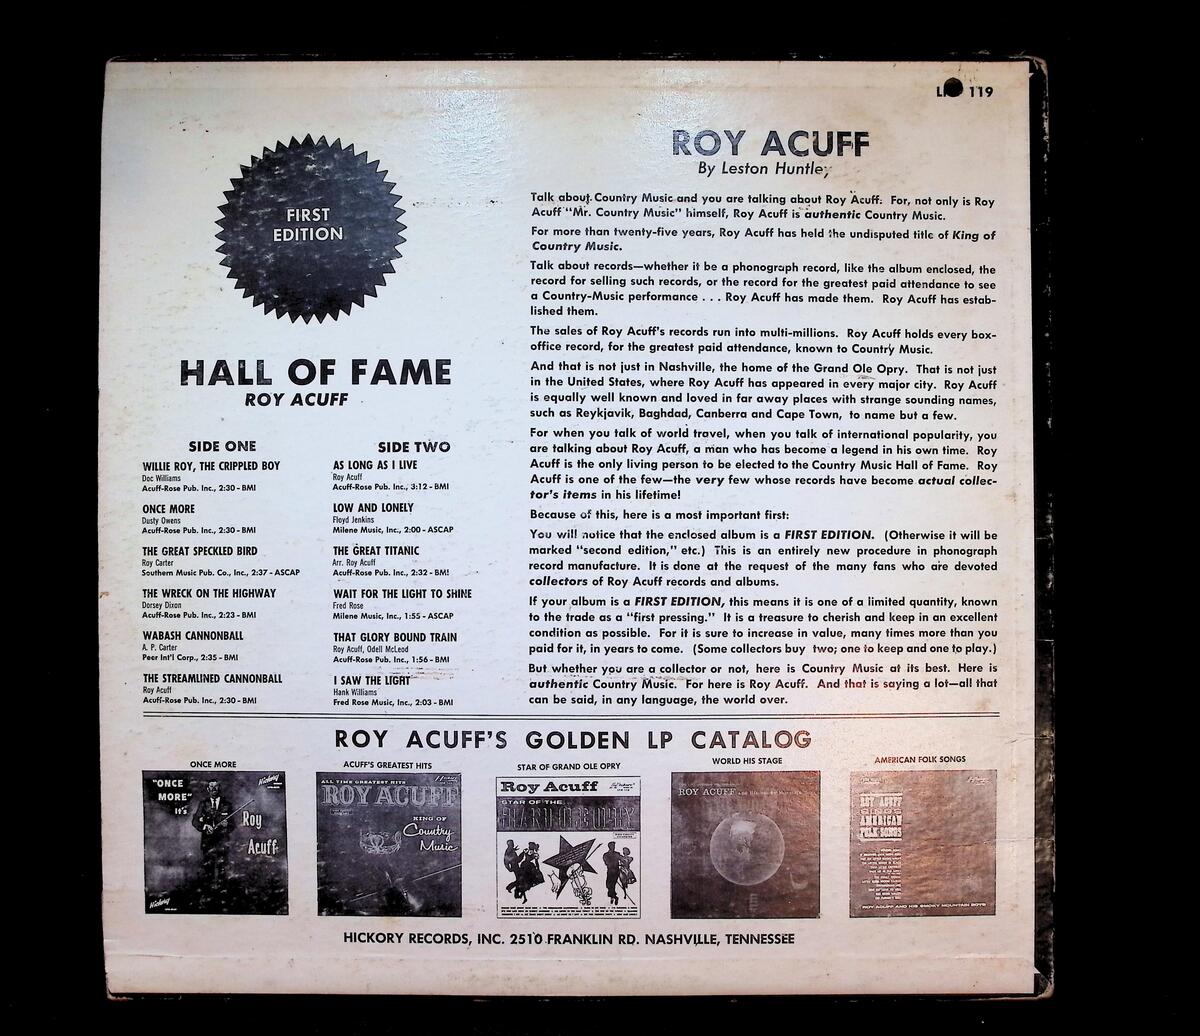 119
FIRST
EDITION
HALL OF FAME
ROY ACUFF
SIDE ONE
WILLIE ROY, THE CRIPPLED BOY
Doc Williams
Acuff-Rose Pub. Inc., 2:30 - BMI
ONCE MORE
Dusty Owens
Acuff-Rose Pub. Inc., 2:30 - BMI
THE GREAT SPECKLED BIRD
Roy Carter
Southern Music Pub. Co., Inc., 2:37 - ASCAP
THE WRECK ON THE HIGHWAY
Dorsey Dixon
Acuff-Rose Pub. Inc., 2:23 - BMI
WABASH CANNONBALL
A. P. Carter
Peer Int'l Corp., 2:35 - BMI
THE STREAMLINED CANNONBALL
Roy Acuff
Acuff-Rose Pub. Inc., 2:30 - BMI
SIDE TWO
AS LONG AS I LIVE
Roy Acuff
Acuff-Rose Pub. Inc., 3:12 - BMI
LOW AND LONELY
Floyd Jenkins
Milene Music, Inc., 2:00 - ASCAP
THE GREAT TITANIC
Arr. Roy Acuff
Acuff-Rose Pub. Inc., 2:32 - BMI
WAIT FOR THE LIGHT TO SHINE
Fred Rose
Milene Music, Inc., 1:55 - ASCAP
THAT GLORY BOUND TRAIN
Roy Acuff, Odell McLeod
Acuff-Rose Pub. Inc., 1:56 - BMI
I SAW THE LIGHT
Hank Williams
Fred Rose Music, Inc., 2:03 - BMI
ROY ACUFF
By Leston Huntley
Talk about Country Music and you are talking about Roy Acuff. For, not only is Roy
Acuff "Mr. Country Music" himself, Roy Acuff is authentic Country Music.
For more than twenty-five years, Roy Acuff has held the undisputed title of King of
Country Music.
Talk about records—whether it be a phonograph record, like the album enclosed, the
record for selling such records, or the record for the greatest paid attendance to see
a Country-Music performance . . . Roy Acuff has made them. Roy Acuff has estab-
lished them.
The sales of Roy Acuff's records run into multi-millions. Roy Acuff holds every box-
office record, for the greatest paid attendance, known to Country Music.
And that is not just in Nashville, the home of the Grand Ole Opry. That is not just
in the United States, where Roy Acuff has appeared in every major city. Roy Acuff
is equally well known and loved in far away places with strange sounding names,
such as Reykjavik, Baghdad, Canberra and Cape Town, to name but a few.
For when you talk of world travel, when you talk of international popularity, you
are talking about Roy Acuff, a man who has become a legend in his own time. Roy
Acuff is the only living person to be elected to the Country Music Hall of Fame. Roy
Acuff is one of the few—the very few whose records have become actual collec-
tor's items in his lifetime!
Because of this, here is a most important first:
You will notice that the enclosed album is a FIRST EDITION. (Otherwise it will be
marked "second edition," etc.) This is an entirely new procedure in phonograph
record manufacture. It is done at the request of the many fans who are devoted
collectors of Roy Acuff records and albums.
If your album is a FIRST EDITION, this means it is one of a limited quantity, known
to the trade as a "first pressing." It is a treasure to cherish and keep in an excellent
condition as possible. For it is sure to increase in value, many times more than you
paid for it, in years to come. (Some collectors buy two; one to keep and one to play.)
But whether you are a collector or not, here is Country Music at its best. Here is
authentic Country Music. For here is Roy Acuff. And that is saying a lot—all that
can be said, in any language, the world over.
ROY ACUFF'S GOLDEN LP CATALOG
ONCE MORE
"ONCE
MORE"
It's
Roy
Acuff
Hickory
Hickory
ACUFF'S GREATEST HITS
ALL TIME GREATEST HITS
ROY ACUFF
KING OF
Country
Music
STAR OF GRAND OLE OPRY
Roy Acuff
STAR OF THE
GRAND OLE OPRY
WORLD HIS STAGE
ROY ACUFF
AMERICAN FOLK SONGS
ROY ACUFF
SINGS
AMERICAN
FOLK SONGS
ROY ACUFF AND HIS SMOKY MOUNTAIN BOYS
HICKORY RECORDS, INC. 2510 FRANKLIN RD. NASHVILLE, TENNESSEE